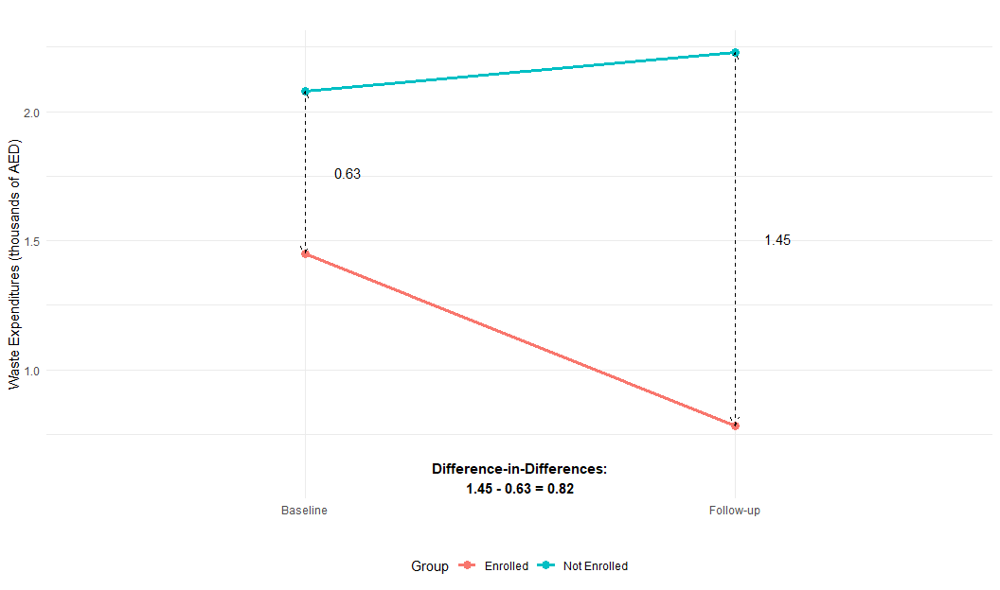 Waste Expenditures (thousands of AED)
2.0
1.5
1.0
0.63
1.45
Difference-in-Differences:
1.45 - 0.63 = 0.82
Baseline
Follow-up
Group
Enrolled
Not Enrolled